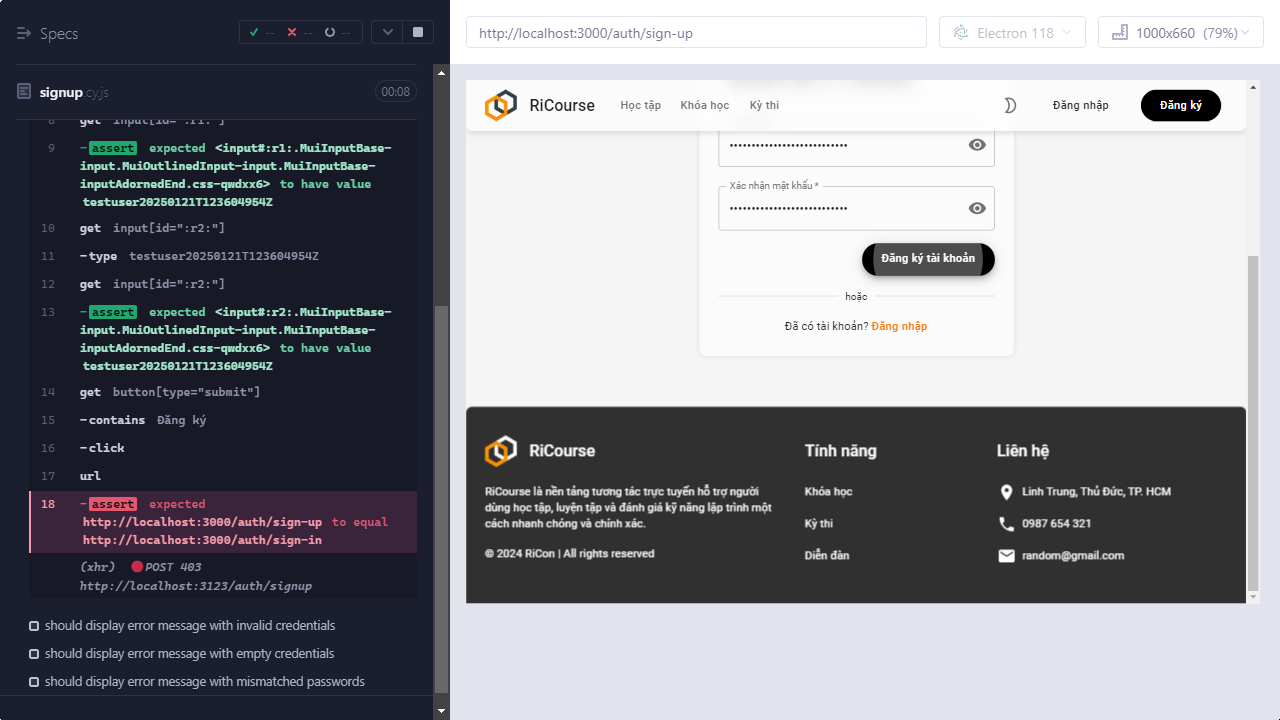 Specs
--
--
--
signup.cy.js
00:08
8 get input[id=":r1:"]
9 -assert expected <input#:r1:.MuiInputBase-
input.MuiOutlinedInput-input.MuiInputBase-
inputAdornedEnd.css-qwdxx6> to have value
testuser20250121T123604954Z
10 get input[id=":r2:"]
11 -type testuser20250121T123604954Z
12 get input[id=":r2:"]
13 -assert expected <input#:r2:.MuiInputBase-
input.MuiOutlinedInput-input.MuiInputBase-
inputAdornedEnd.css-qwdxx6> to have value
testuser20250121T123604954Z
14 get button[type="submit"]
15 -contains Đăng ký
16 -click
17 url
18 -assert expected
http://localhost:3000/auth/sign-up to equal
http://localhost:3000/auth/sign-in
(xhr) POST 403
http://localhost:3123/auth/signup
should display error message with invalid credentials
should display error message with empty credentials
should display error message with mismatched passwords
http://localhost:3000/auth/sign-up
Electron 118
1000x660 (79%)
RiCourse
Học tập
Khóa học
Kỳ thi
Đăng nhập
Đăng ký
Xác nhận mật khẩu *
Đăng ký tài khoản
hoặc
Đã có tài khoản? Đăng nhập
RiCourse
RiCourse là nền tảng tương tác trực tuyến hỗ trợ người
dùng học tập, luyện tập và đánh giá kỹ năng lập trình một
cách nhanh chóng và chính xác.
© 2024 RiCon | All rights reserved
Tính năng
Khóa học
Kỳ thi
Diễn đàn
Liên hệ
Linh Trung, Thủ Đức, TP. HCM
0987 654 321
random@gmail.com